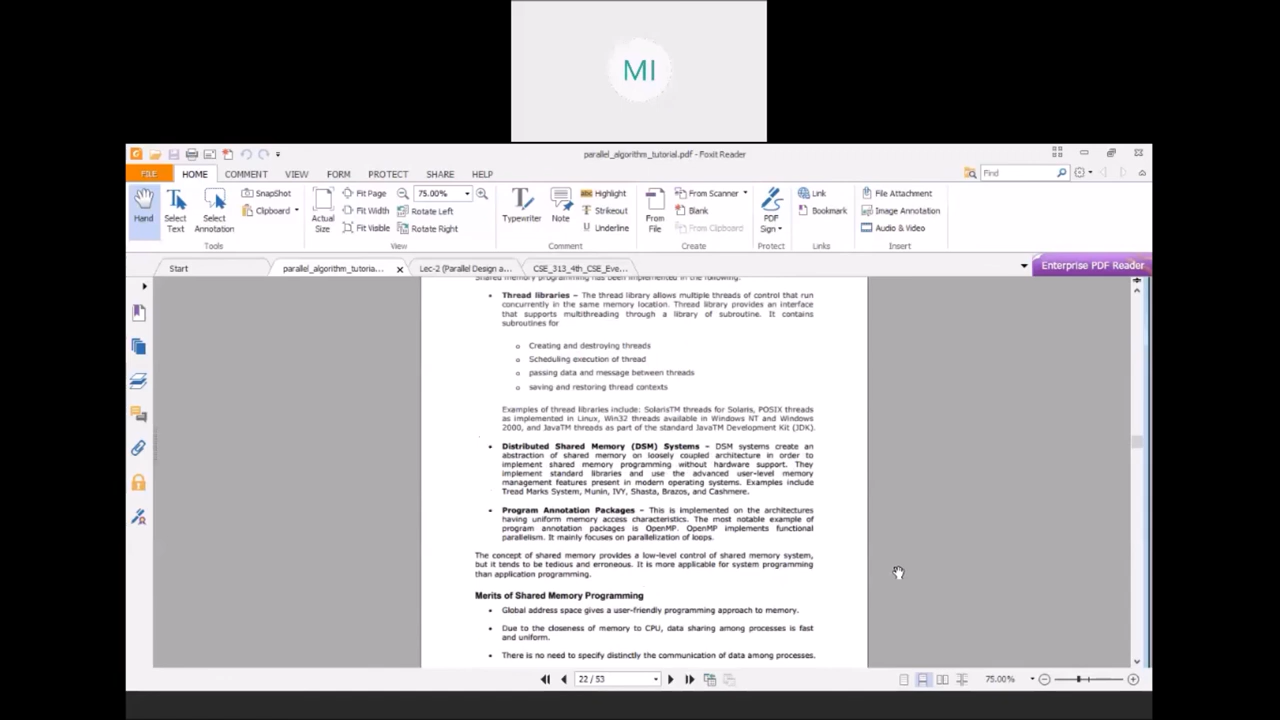 MI
parallel_algorithm_tutorial.pdf - Foxit Reader
FILE HOME COMMENT VIEW FORM PROTECT SHARE HELP
Find
Hand
Select Text
Select Annotation
SnapShot
Clipboard
Tools
Actual Size
Fit Page
Fit Width
Fit Visible
75.00%
Rotate Left
Rotate Right
View
Typewriter
Note
Highlight
Strikeout
Underline
Comment
From File
From Scanner
Blank
From Clipboard
Create
PDF Sign
Protect
Link
Bookmark
Links
File Attachment
Image Annotation
Audio & Video
Insert
Start
parallel_algorithm_tutoria...
Lec-2 (Parallel Design a...
CSE_313_4th_CSE_Eve...
Enterprise PDF Reader
Shared memory programming has been implemented in the following:
• Thread libraries – The thread library allows multiple threads of control that run
concurrently in the same memory location. Thread library provides an interface
that supports multithreading through a library of subroutine. It contains
subroutines for
o Creating and destroying threads
o Scheduling execution of thread
o passing data and message between threads
o saving and restoring thread contexts
Examples of thread libraries include: SolarisTM threads for Solaris, POSIX threads
as implemented in Linux, Win32 threads available in Windows NT and Windows
2000, and JavaTM threads as part of the standard JavaTM Development Kit (JDK).
• Distributed Shared Memory (DSM) Systems – DSM systems create an
abstraction of shared memory on loosely coupled architecture in order to
implement shared memory programming without hardware support. They
implement standard libraries and use the advanced user-level memory
management features present in modern operating systems. Examples include
Tread Marks System, Munin, IVY, Shasta, Brazos, and Cashmere.
• Program Annotation Packages – This is implemented on the architectures
having uniform memory access characteristics. The most notable example of
program annotation packages is OpenMP. OpenMP implements functional
parallelism. It mainly focuses on parallelization of loops.
The concept of shared memory provides a low-level control of shared memory system,
but it tends to be tedious and erroneous. It is more applicable for system programming
than application programming.
Merits of Shared Memory Programming
• Global address space gives a user-friendly programming approach to memory.
• Due to the closeness of memory to CPU, data sharing among processes is fast
and uniform.
• There is no need to specify distinctly the communication of data among processes.
22 / 53
75.00%